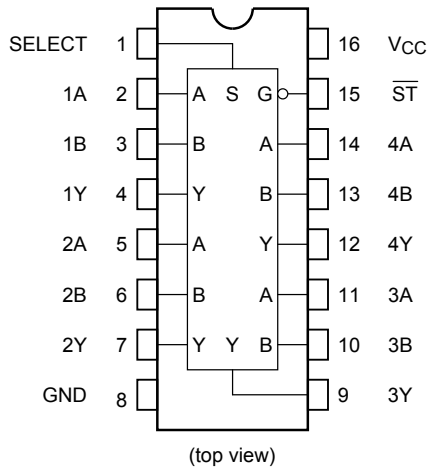 SELECT 1 16 VCC
1A 2 A S G 15 ST
1B 3 B A 14 4A
1Y 4 Y B 13 4B
2A 5 A Y 12 4Y
2B 6 B A 11 3A
2Y 7 Y Y B 10 3B
GND 8 9 3Y
(top view)